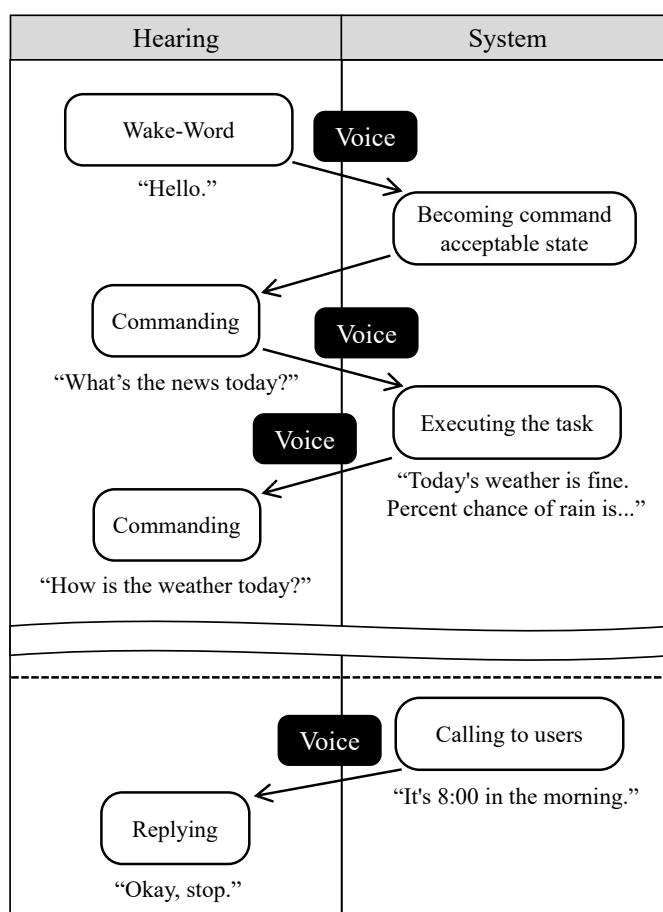 Hearing
System
Wake-Word
Voice
“Hello.”
Becoming command
acceptable state
Commanding
Voice
“What’s the news today?”
Executing the task
Voice
“Today's weather is fine.
Percent chance of rain is...”
Commanding
“How is the weather today?”
Calling to users
Voice
“It's 8:00 in the morning.”
Replying
“Okay, stop.”